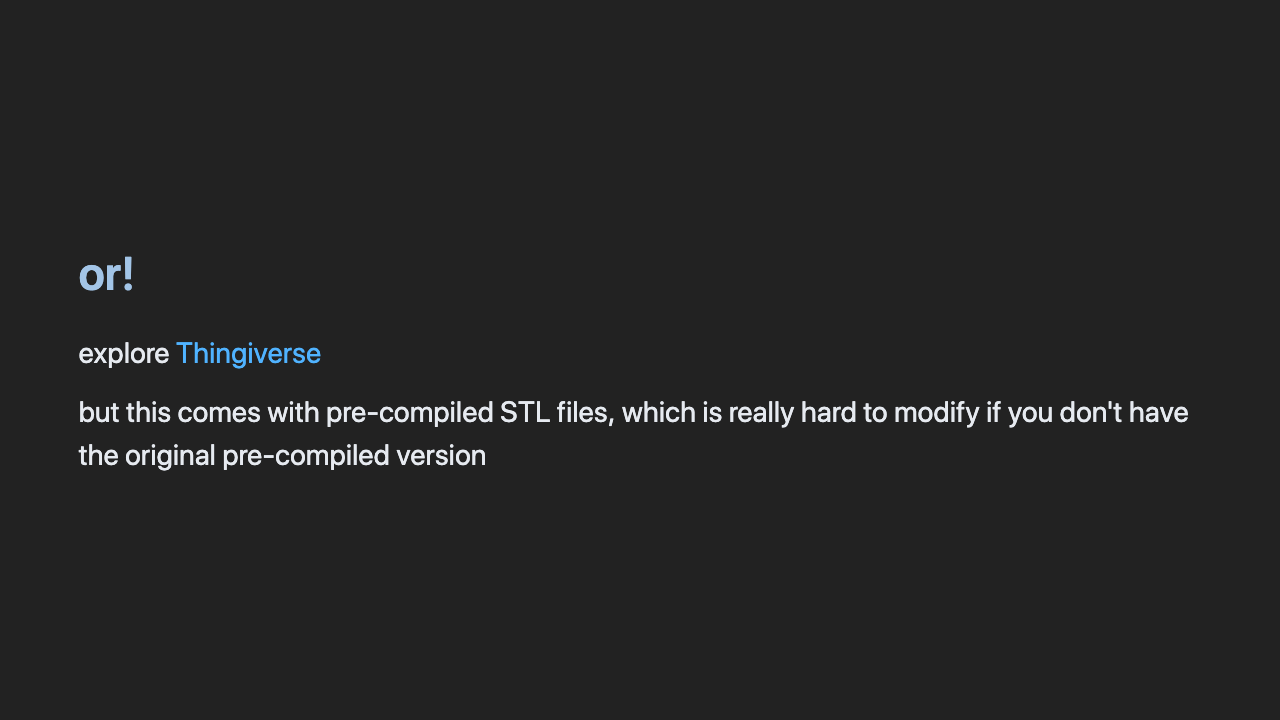 or!
explore Thingiverse
but this comes with pre-compiled STL files, which is really hard to modify if you don't have
the original pre-compiled version